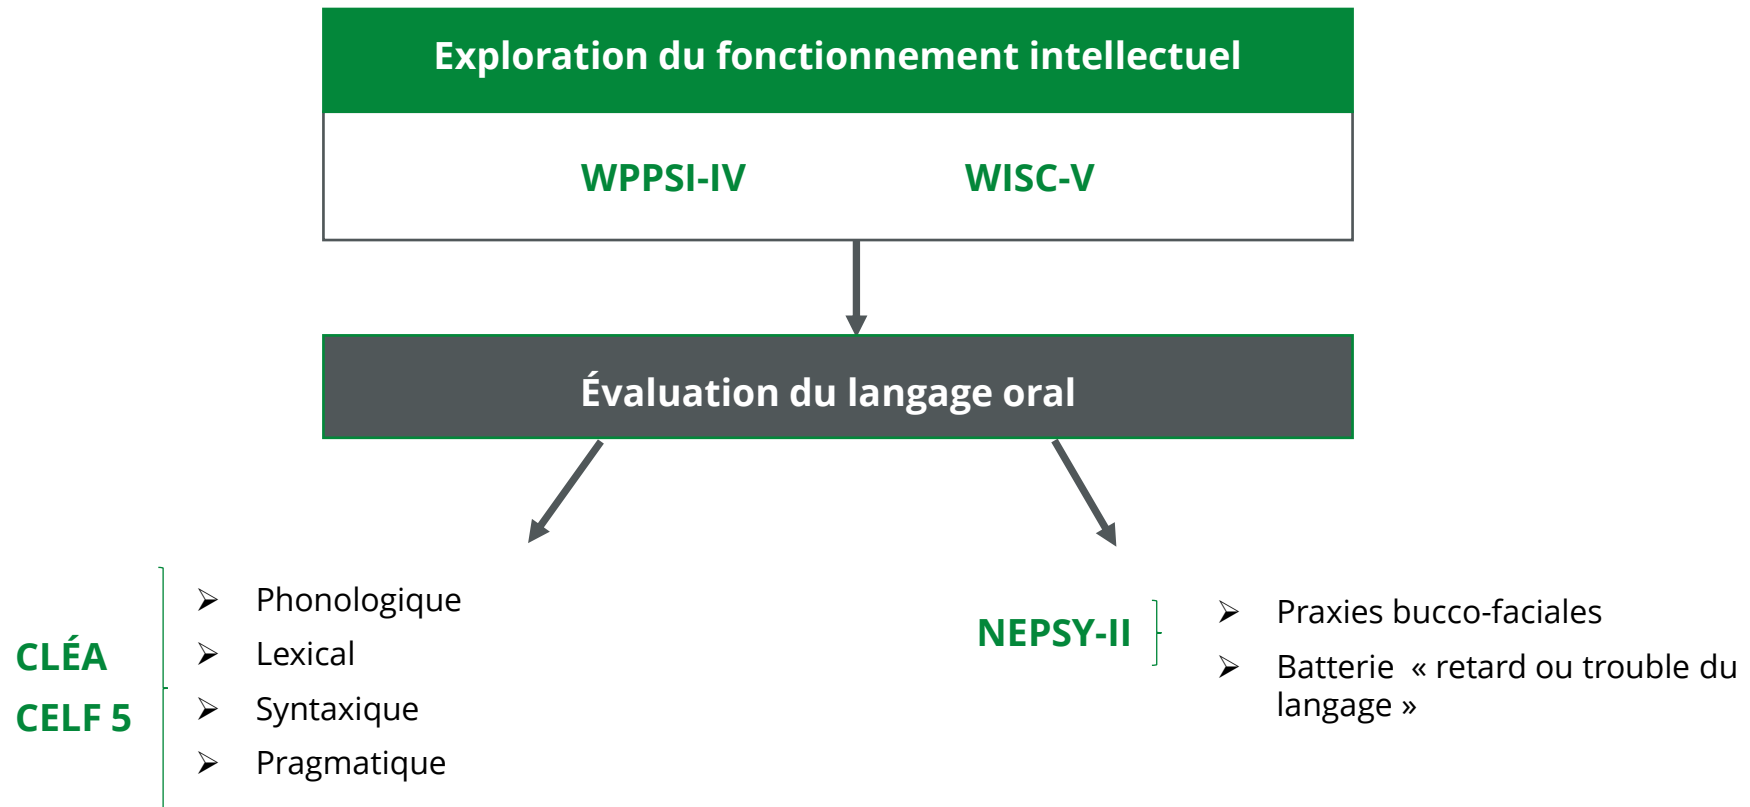 Exploration du fonctionnement intellectuel
WPPSI-IV
WISC-V
Évaluation du langage oral
CLÉA
CELF 5
Phonologique
Lexical
Syntaxique
Pragmatique
NEPSY-II
Praxies bucco-faciales
Batterie « retard ou trouble du
langage »